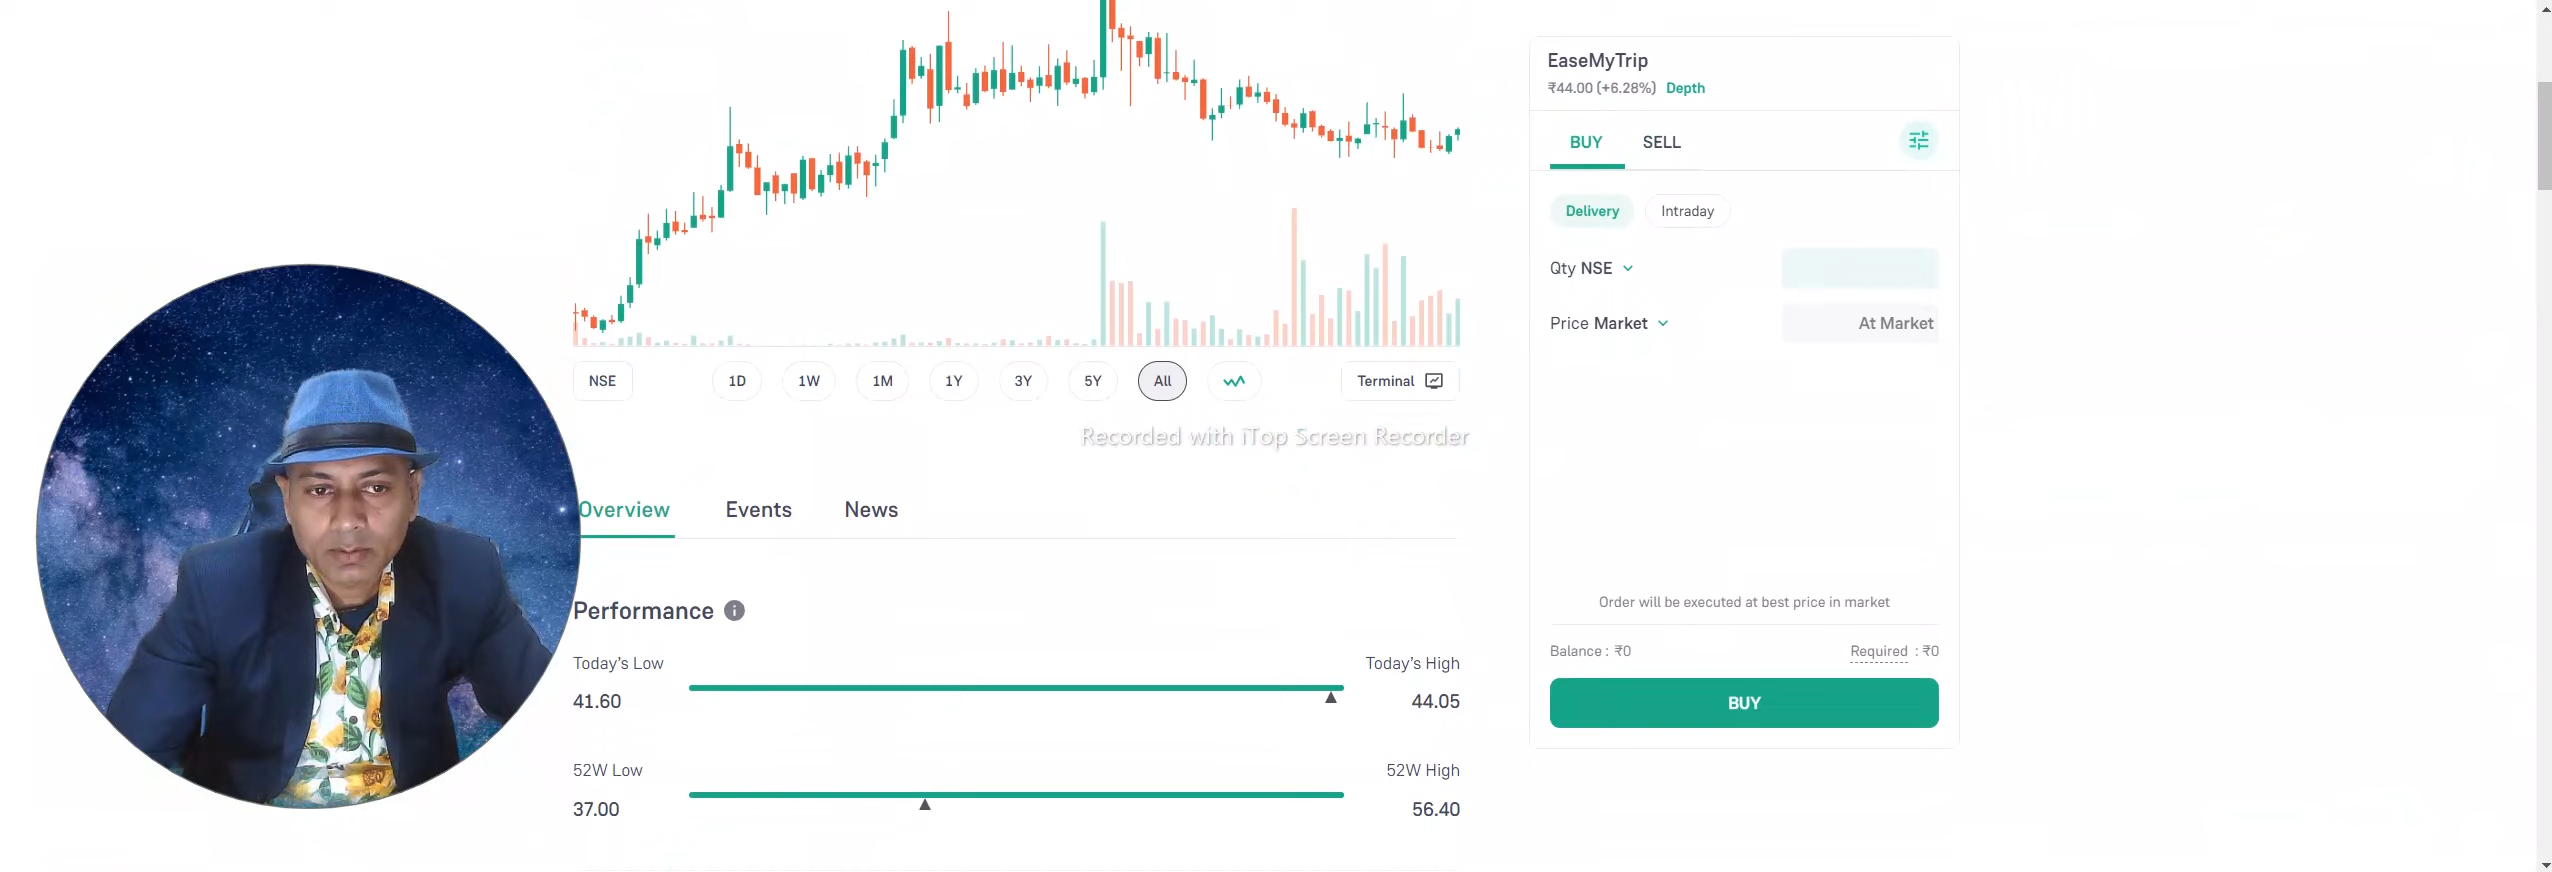 EaseMyTrip
₹44.00 (+6.28%) Depth
BUY SELL
Delivery Intraday
Qty NSE
Price Market At Market
Order will be executed at best price in market
Balance : ₹0 Required : ₹0
BUY
NSE 1D 1W 1M 1Y 3Y 5Y All Terminal
Recorded with iTop Screen Recorder
Overview Events News
Performance
Today's Low Today's High
41.60 44.05
52W Low 52W High
37.00 56.40